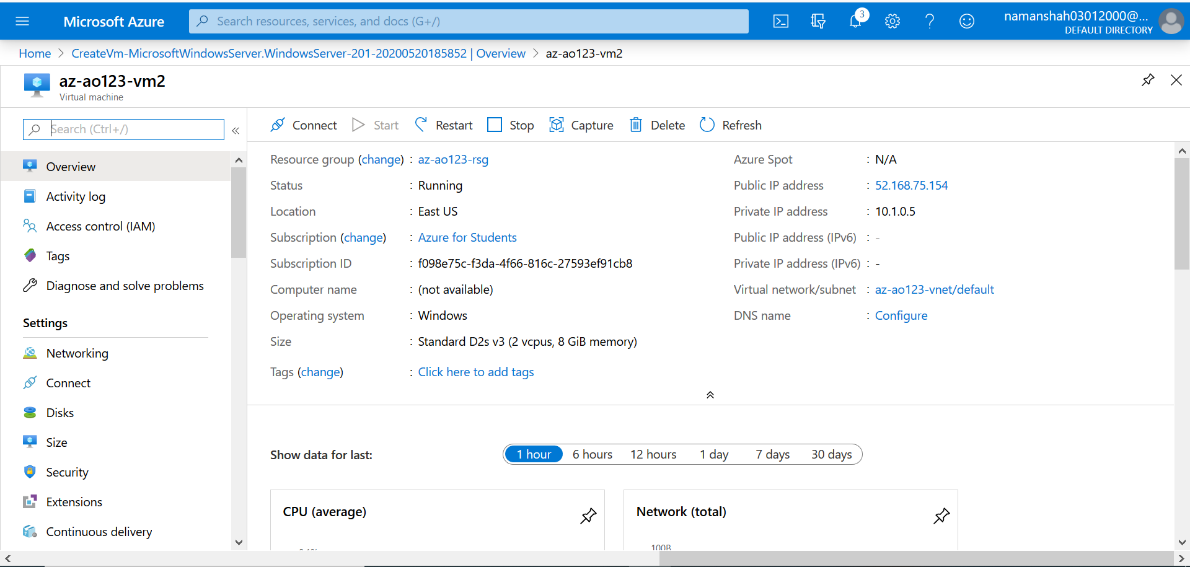 Microsoft Azure
Search resources, services, and docs (G+/)
3
namanshah03012000@...
DEFAULT DIRECTORY
Home > CreateVm-MicrosoftWindowsServer.WindowsServer-201-20200520185852 | Overview > az-ao123-vm2
az-ao123-vm2
Virtual machine
Search (Ctrl+/)
«
Overview
Activity log
Access control (IAM)
Tags
Diagnose and solve problems
Settings
Networking
Connect
Disks
Size
Security
Extensions
Continuous delivery
Connect Start Restart Stop Capture Delete Refresh
Resource group (change) : az-ao123-rsg
Status : Running
Location : East US
Subscription (change) : Azure for Students
Subscription ID : f098e75c-f3da-4f66-816c-27593ef91cb8
Computer name : (not available)
Operating system : Windows
Size : Standard D2s v3 (2 vcpus, 8 GiB memory)
Tags (change) : Click here to add tags
Azure Spot : N/A
Public IP address : 52.168.75.154
Private IP address : 10.1.0.5
Public IP address (IPv6) : -
Private IP address (IPv6) : -
Virtual network/subnet : az-ao123-vnet/default
DNS name : Configure
Show data for last: 1 hour 6 hours 12 hours 1 day 7 days 30 days
CPU (average)
Network (total)
100B